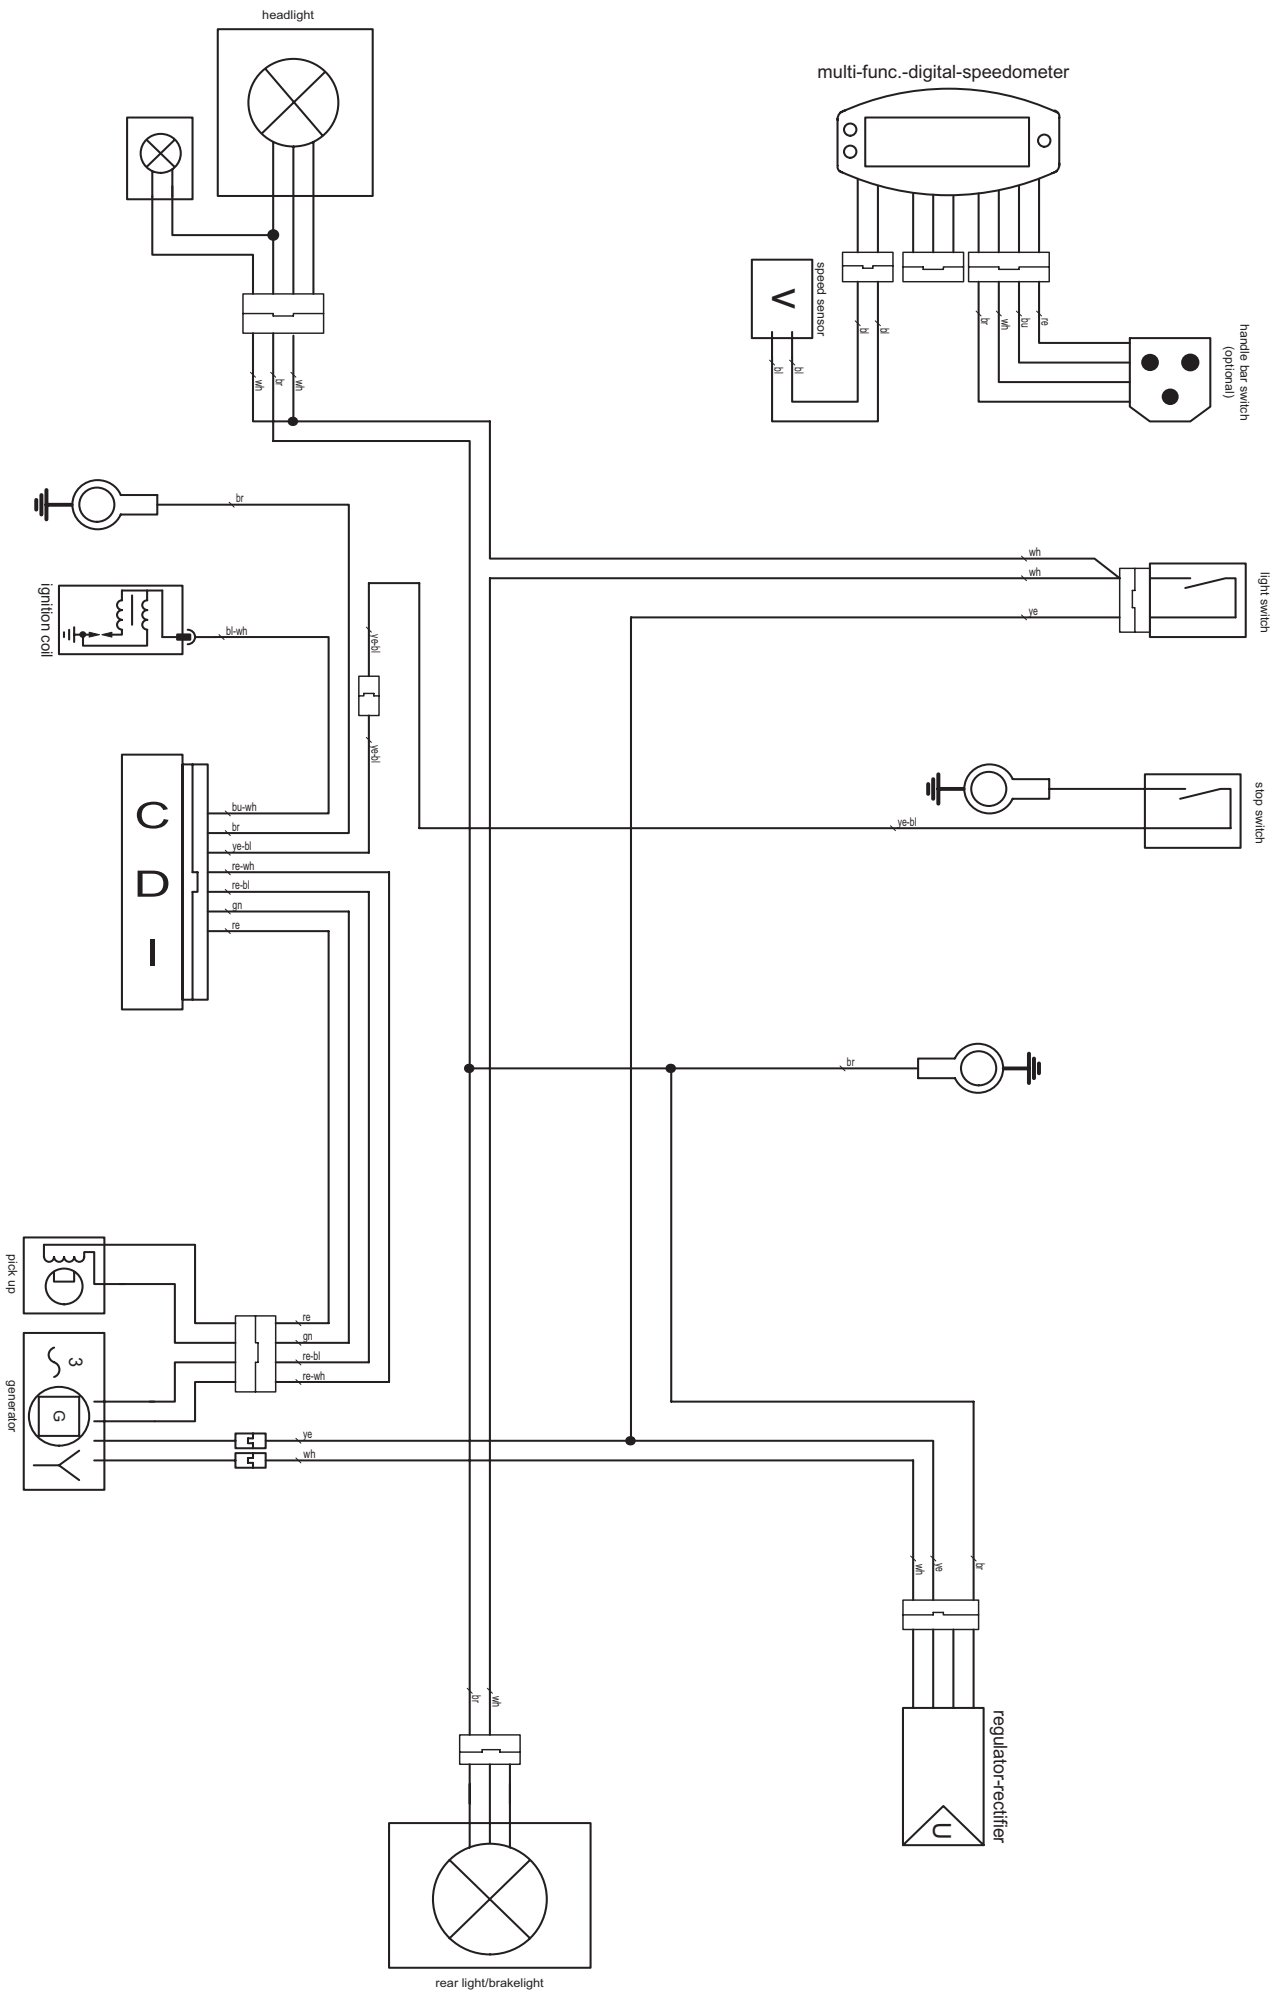 headlight
multi-func.-digital-speedometer
speed sensor
V
bl
bl
bl
bl
br
wh
bu
re
handle bar switch
(optional)
wh
br
wh
br
wh
wh
ye
light switch
ignition coil
bl-wh
ye-bl
ye-bl
stop switch
ye-bl
C
D
I
bu-wh
br
ye-bl
re-wh
re-bl
gn
re
br
pick up
re
gn
re-bl
re-wh
generator
3
G
ye
wh
wh
ye
br
br
wh
regulator-rectifier
U
rear light/brakelight